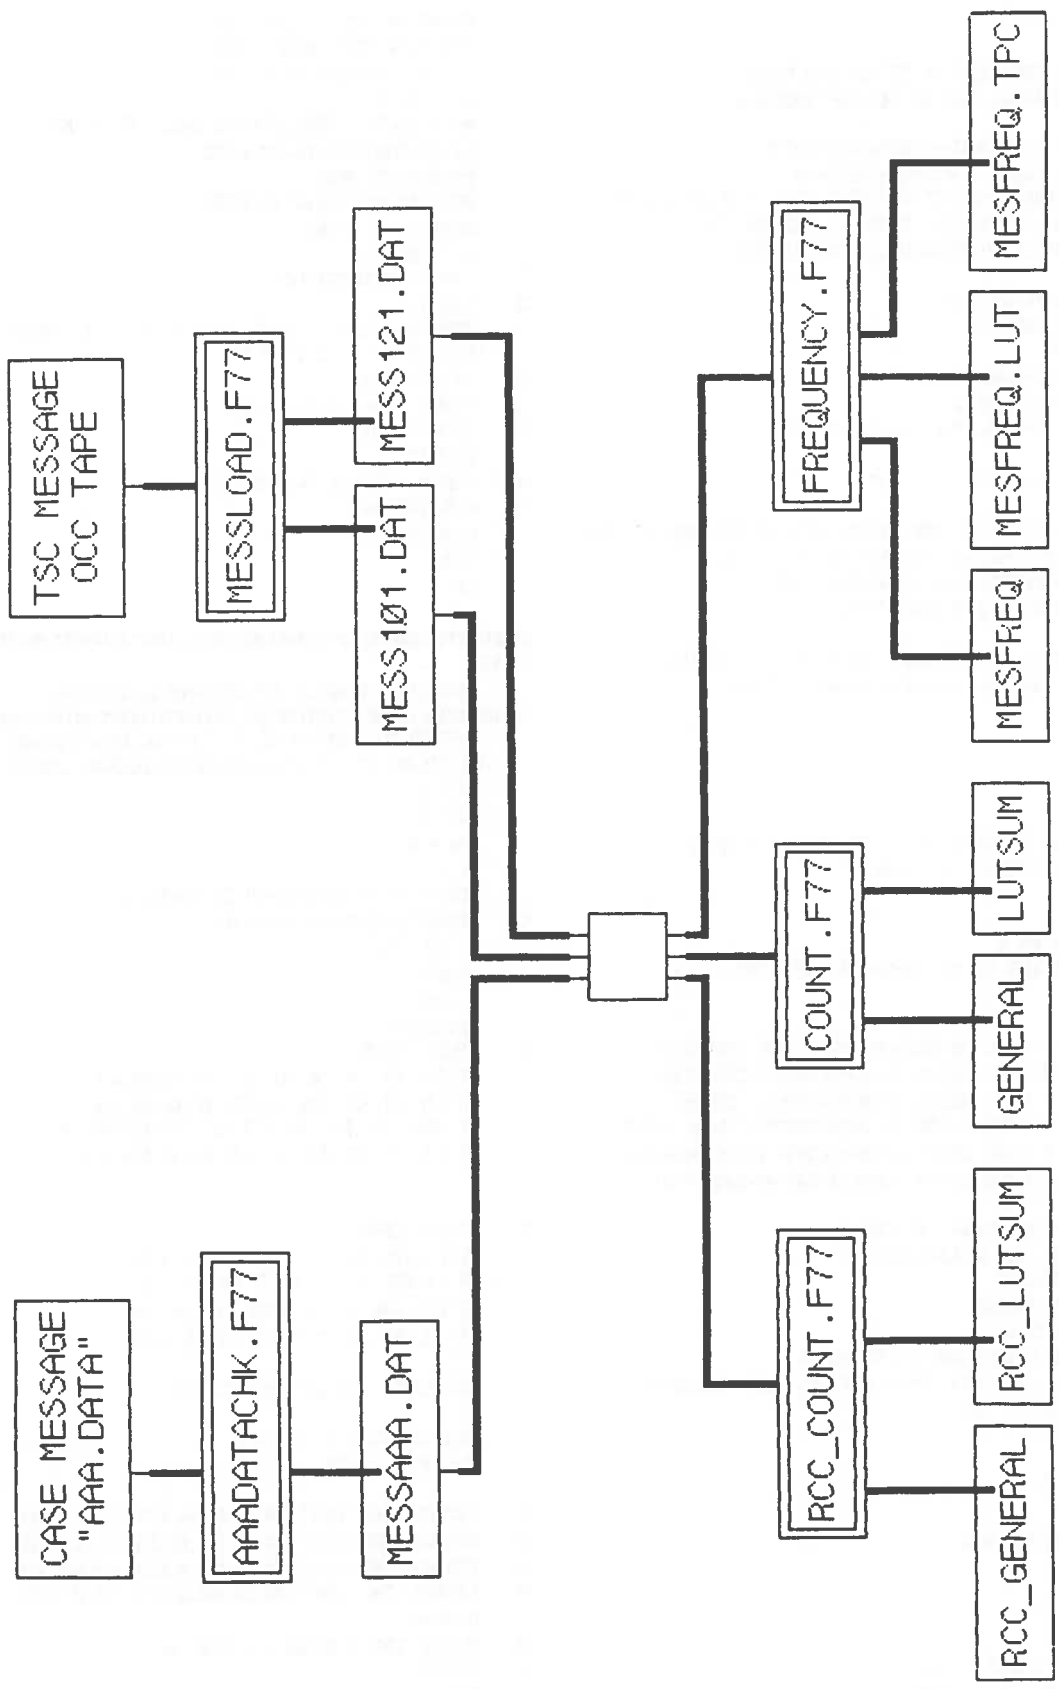 CASE MESSAGE
"AAA.DATA"
TSC MESSAGE
OCC TAPE
AAADATACHK.F77
MESSLOAD.F77
MESSAAA.DAT
MESS101.DAT
MESS121.DAT
RCC_COUNT.F77
COUNT.F77
FREQUENCY.F77
RCC_GENERAL
RCC_LUTSUM
GENERAL
LUTSUM
MESFREQ
MESFREQ.LUT
MESFREQ.TPC